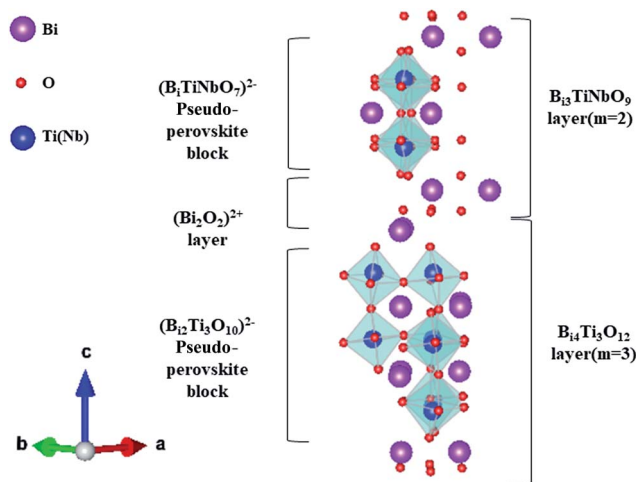 Bi
O
Ti(Nb)
(BiTiNbO7)2-
Pseudo-
perovskite
block
(Bi2O2)2+
layer
(Bi2Ti3O10)2-
Pseudo-
perovskite
block
Bi3TiNbO9
layer(m=2)
Bi4Ti3O12
layer(m=3)
c
b
a